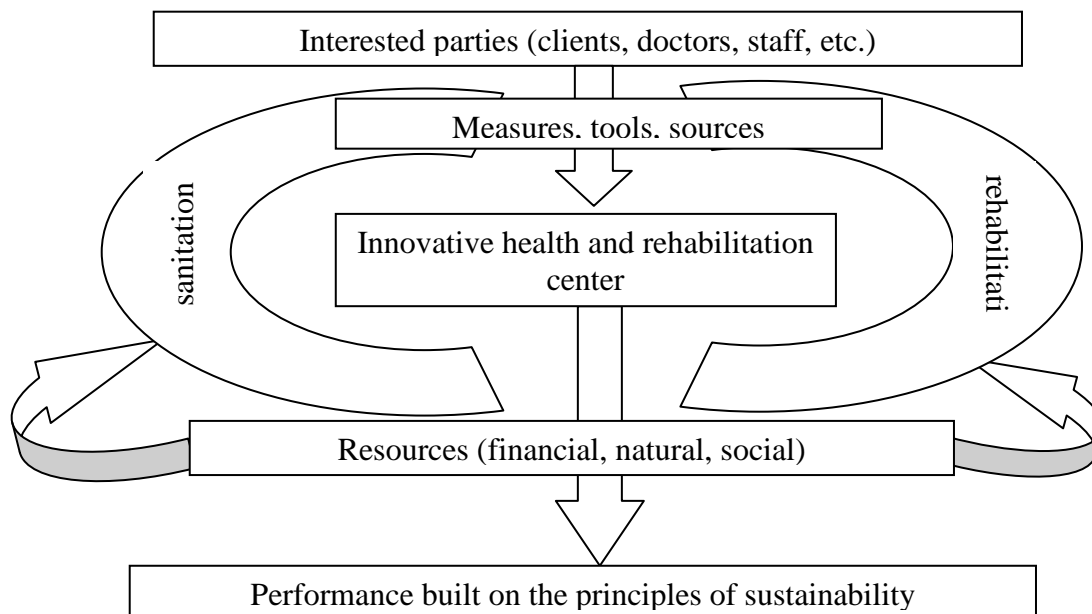 Interested parties (clients, doctors, staff, etc.)
Measures, tools, sources
sanitation
rehabilitati
Innovative health and rehabilitation
center
Resources (financial, natural, social)
Performance built on the principles of sustainability